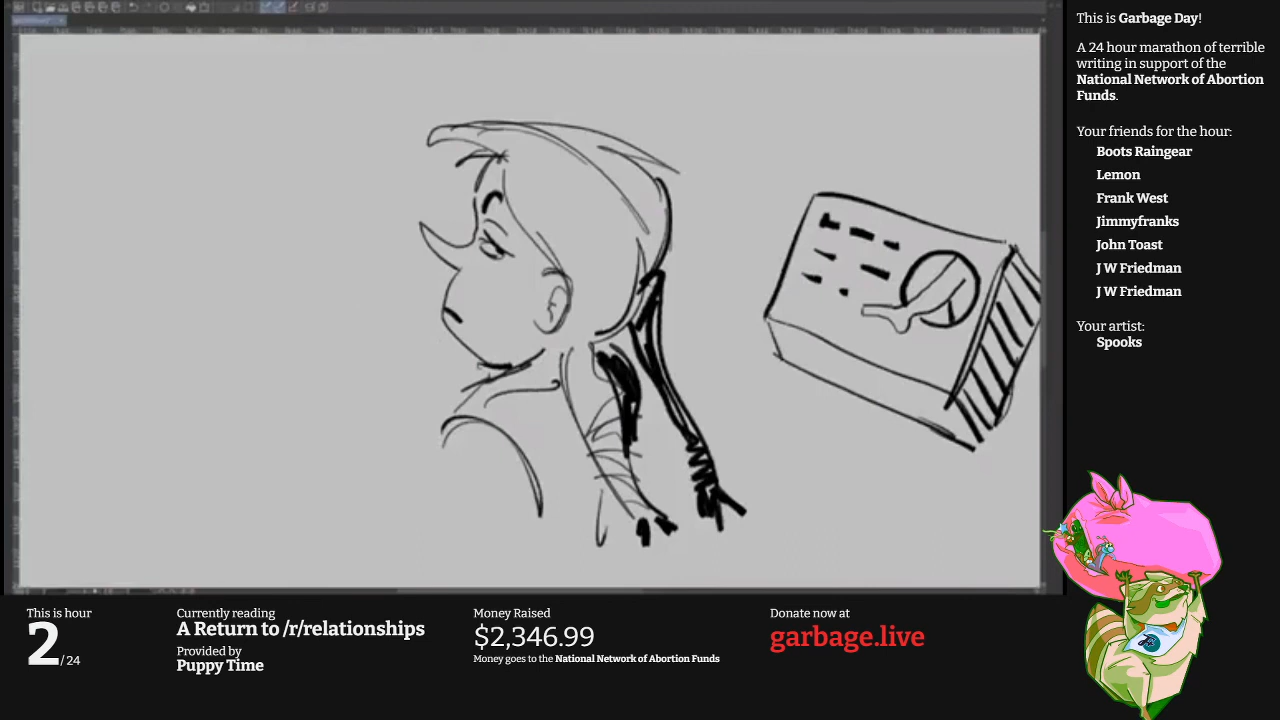 This is Garbage Day!
A 24 hour marathon of terrible
writing in support of the
National Network of Abortion
Funds.
Your friends for the hour:
Boots Raingear
Lemon
Frank West
Jimmyfranks
John Toast
J W Friedman
J W Friedman
Your artist:
Spooks
This is hour
2/24
Currently reading
A Return to /r/relationships
Provided by
Puppy Time
Money Raised
$2,346.99
Money goes to the National Network of Abortion Funds
Donate now at
garbage.live